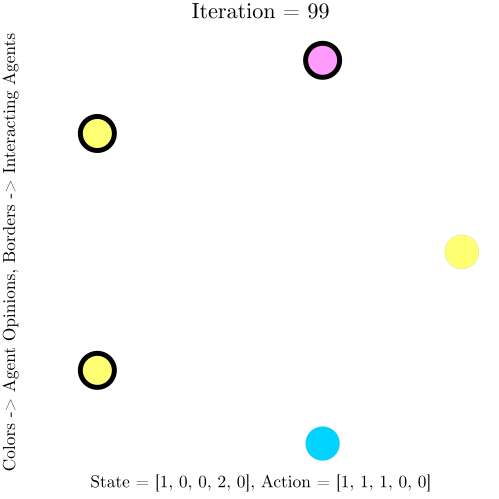 Iteration = 99
Colors -> Agent Opinions, Borders -> Interacting Agents
State = [1, 0, 0, 2, 0], Action = [1, 1, 1, 0, 0]